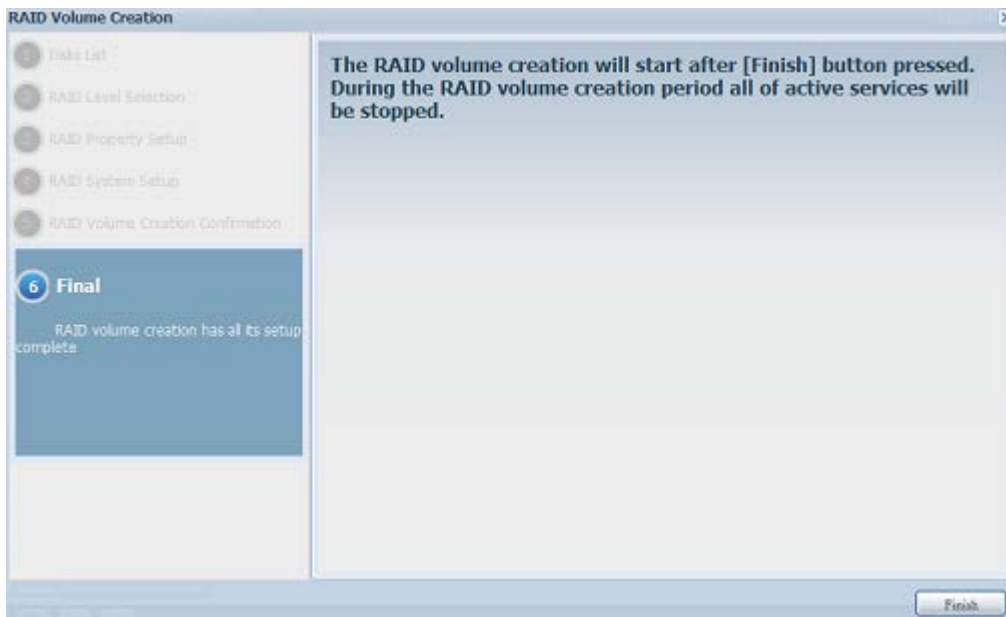 RAID Volume Creation
Disks List
RAID Level Selection
RAID Property Setup
RAID System Setup
RAID Volume Creation Confirmation
6 Final
RAID volume creation has all its setup
complete
The RAID volume creation will start after [Finish] button pressed.
During the RAID volume creation period all of active services will
be stopped.
Finish